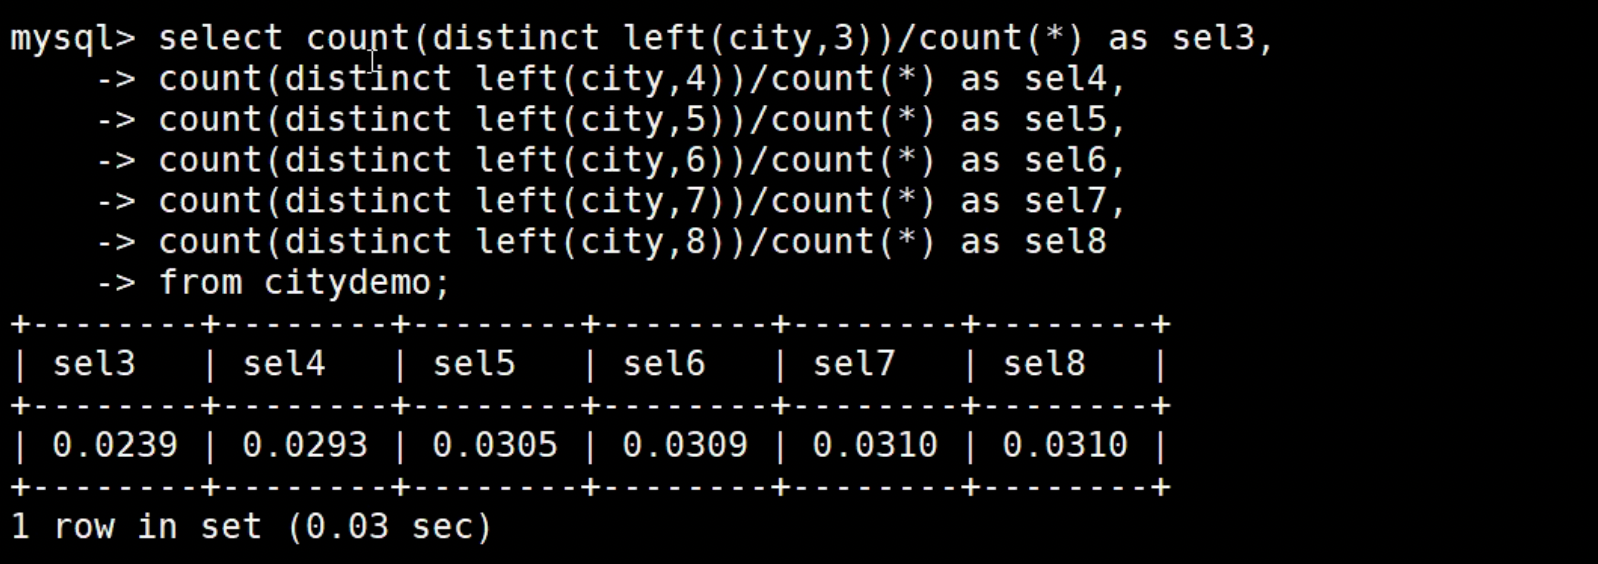 mysql> select count(distinct left(city,3))/count(*) as sel3,
    -> count(distinct left(city,4))/count(*) as sel4,
    -> count(distinct left(city,5))/count(*) as sel5,
    -> count(distinct left(city,6))/count(*) as sel6,
    -> count(distinct left(city,7))/count(*) as sel7,
    -> count(distinct left(city,8))/count(*) as sel8
    -> from citydemo;
+--------+--------+--------+--------+--------+--------+
| sel3   | sel4   | sel5   | sel6   | sel7   | sel8   |
+--------+--------+--------+--------+--------+--------+
| 0.0239 | 0.0293 | 0.0305 | 0.0309 | 0.0310 | 0.0310 |
+--------+--------+--------+--------+--------+--------+
1 row in set (0.03 sec)